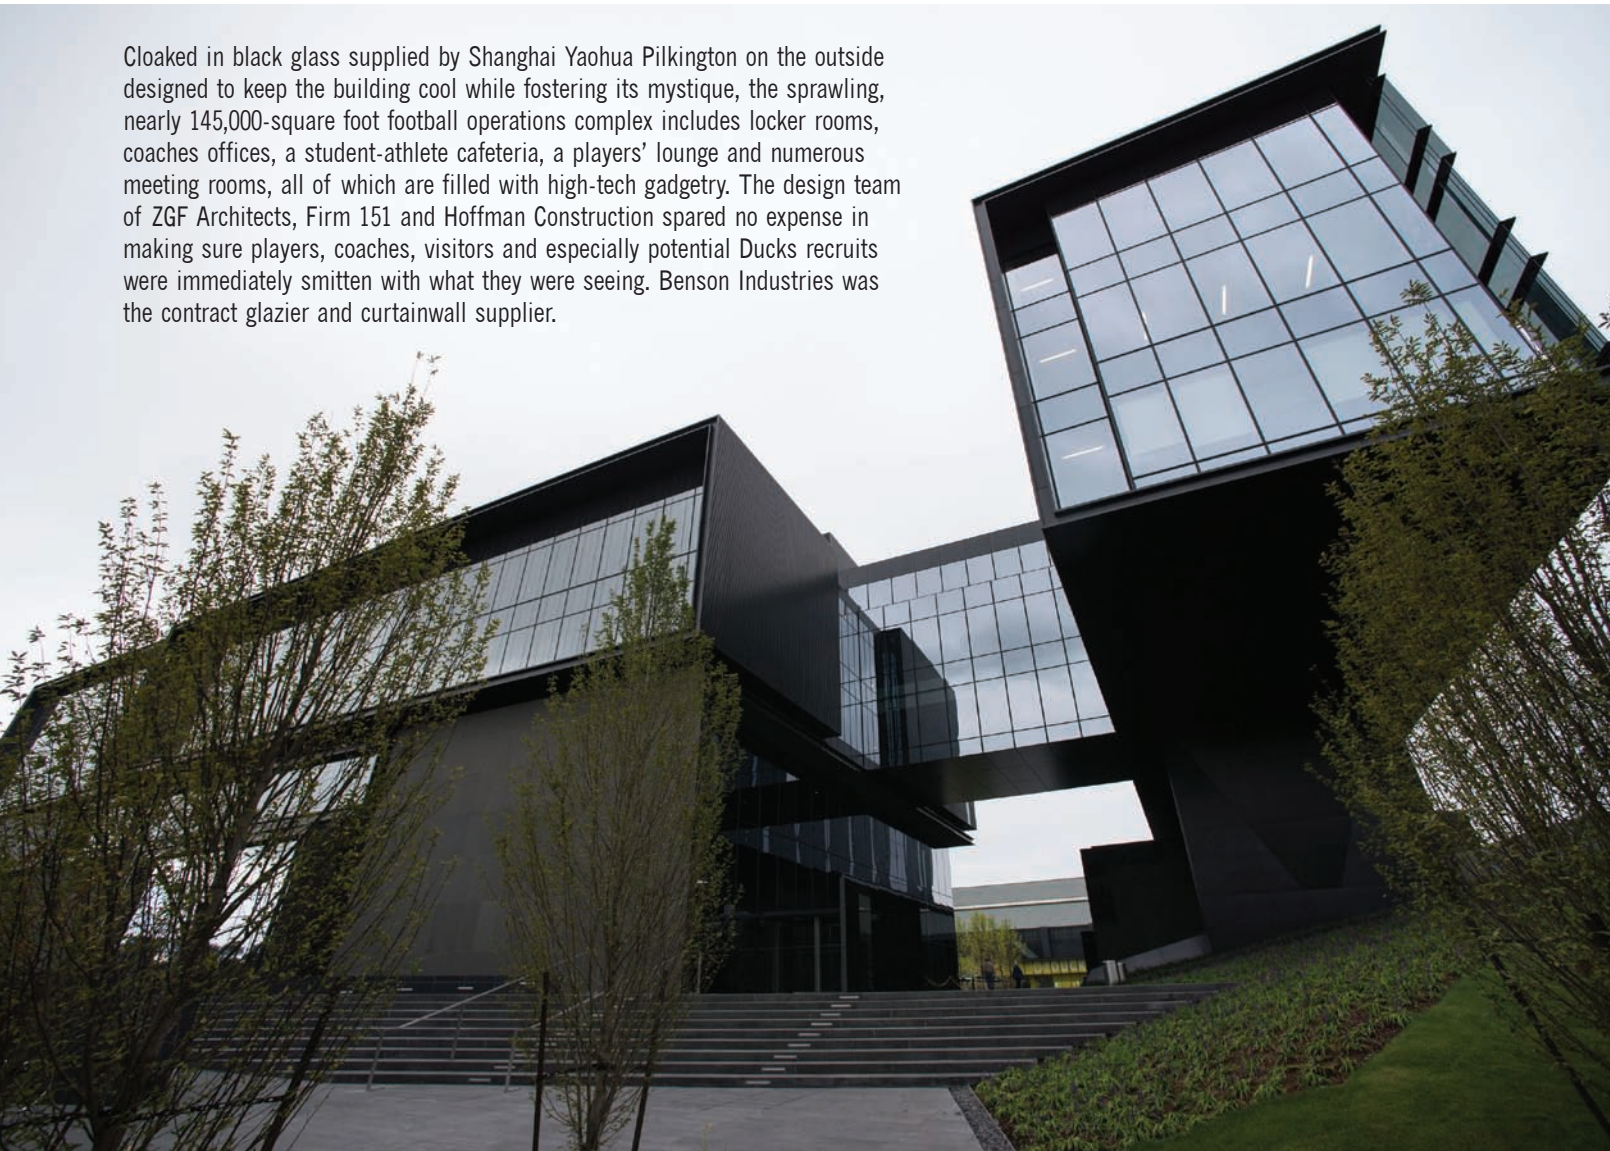 Cloaked in black glass supplied by Shanghai Yaohua Pilkington on the outside
designed to keep the building cool while fostering its mystique, the sprawling,
nearly 145,000-square foot football operations complex includes locker rooms,
coaches offices, a student-athlete cafeteria, a players’ lounge and numerous
meeting rooms, all of which are filled with high-tech gadgetry. The design team
of ZGF Architects, Firm 151 and Hoffman Construction spared no expense in
making sure players, coaches, visitors and especially potential Ducks recruits
were immediately smitten with what they were seeing. Benson Industries was
the contract glazier and curtainwall supplier.